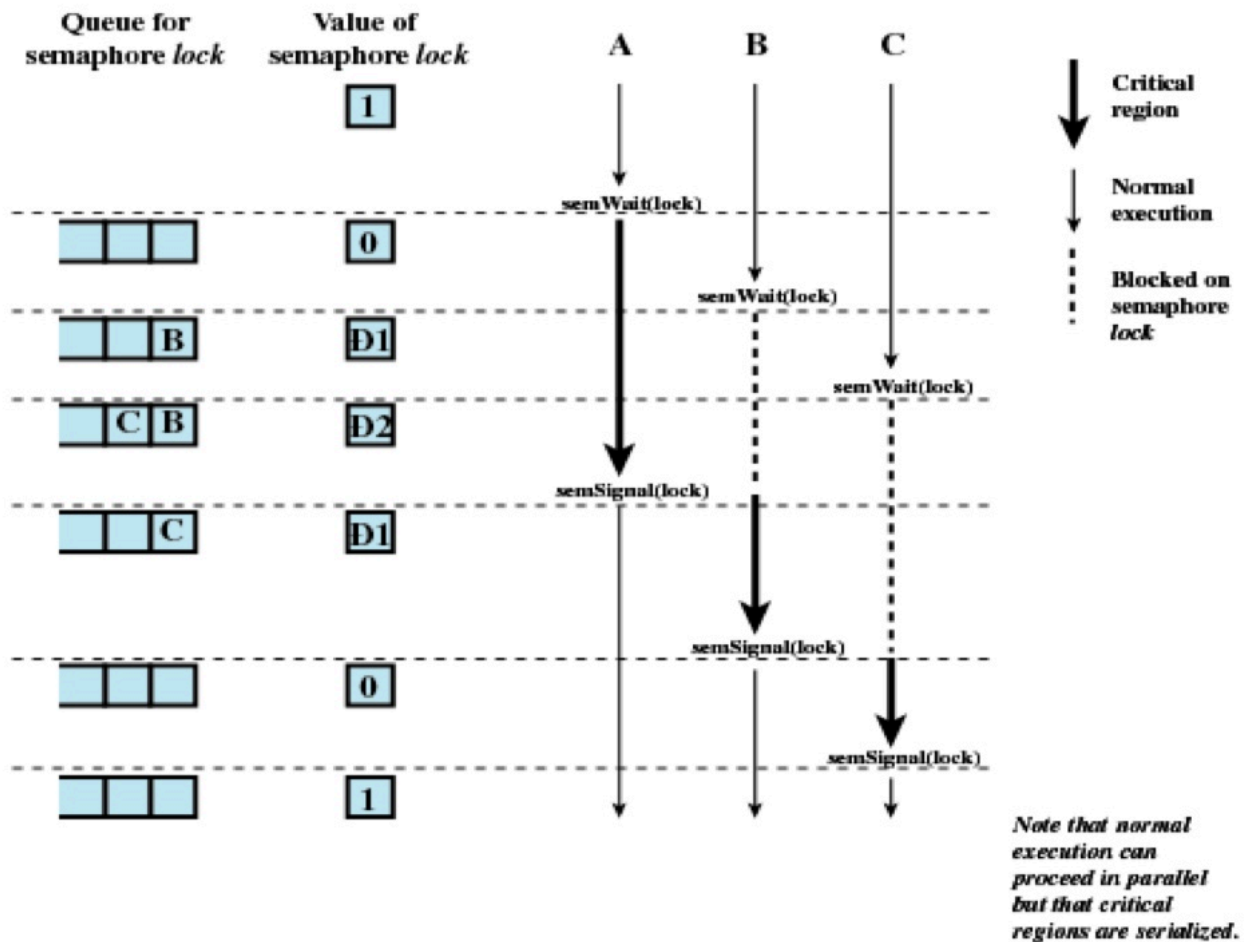 Queue for
semaphore lock
Value of
semaphore lock
A
B
C
1
Critical
region
Normal
execution
semWait(lock)
0
semWait(lock)
Blocked on
semaphore
lock
B
Ð1
semWait(lock)
C B
Ð2
semSignal(lock)
C
Ð1
semSignal(lock)
0
semSignal(lock)
1
Note that normal
execution can
proceed in parallel
but that critical
regions are serialized.